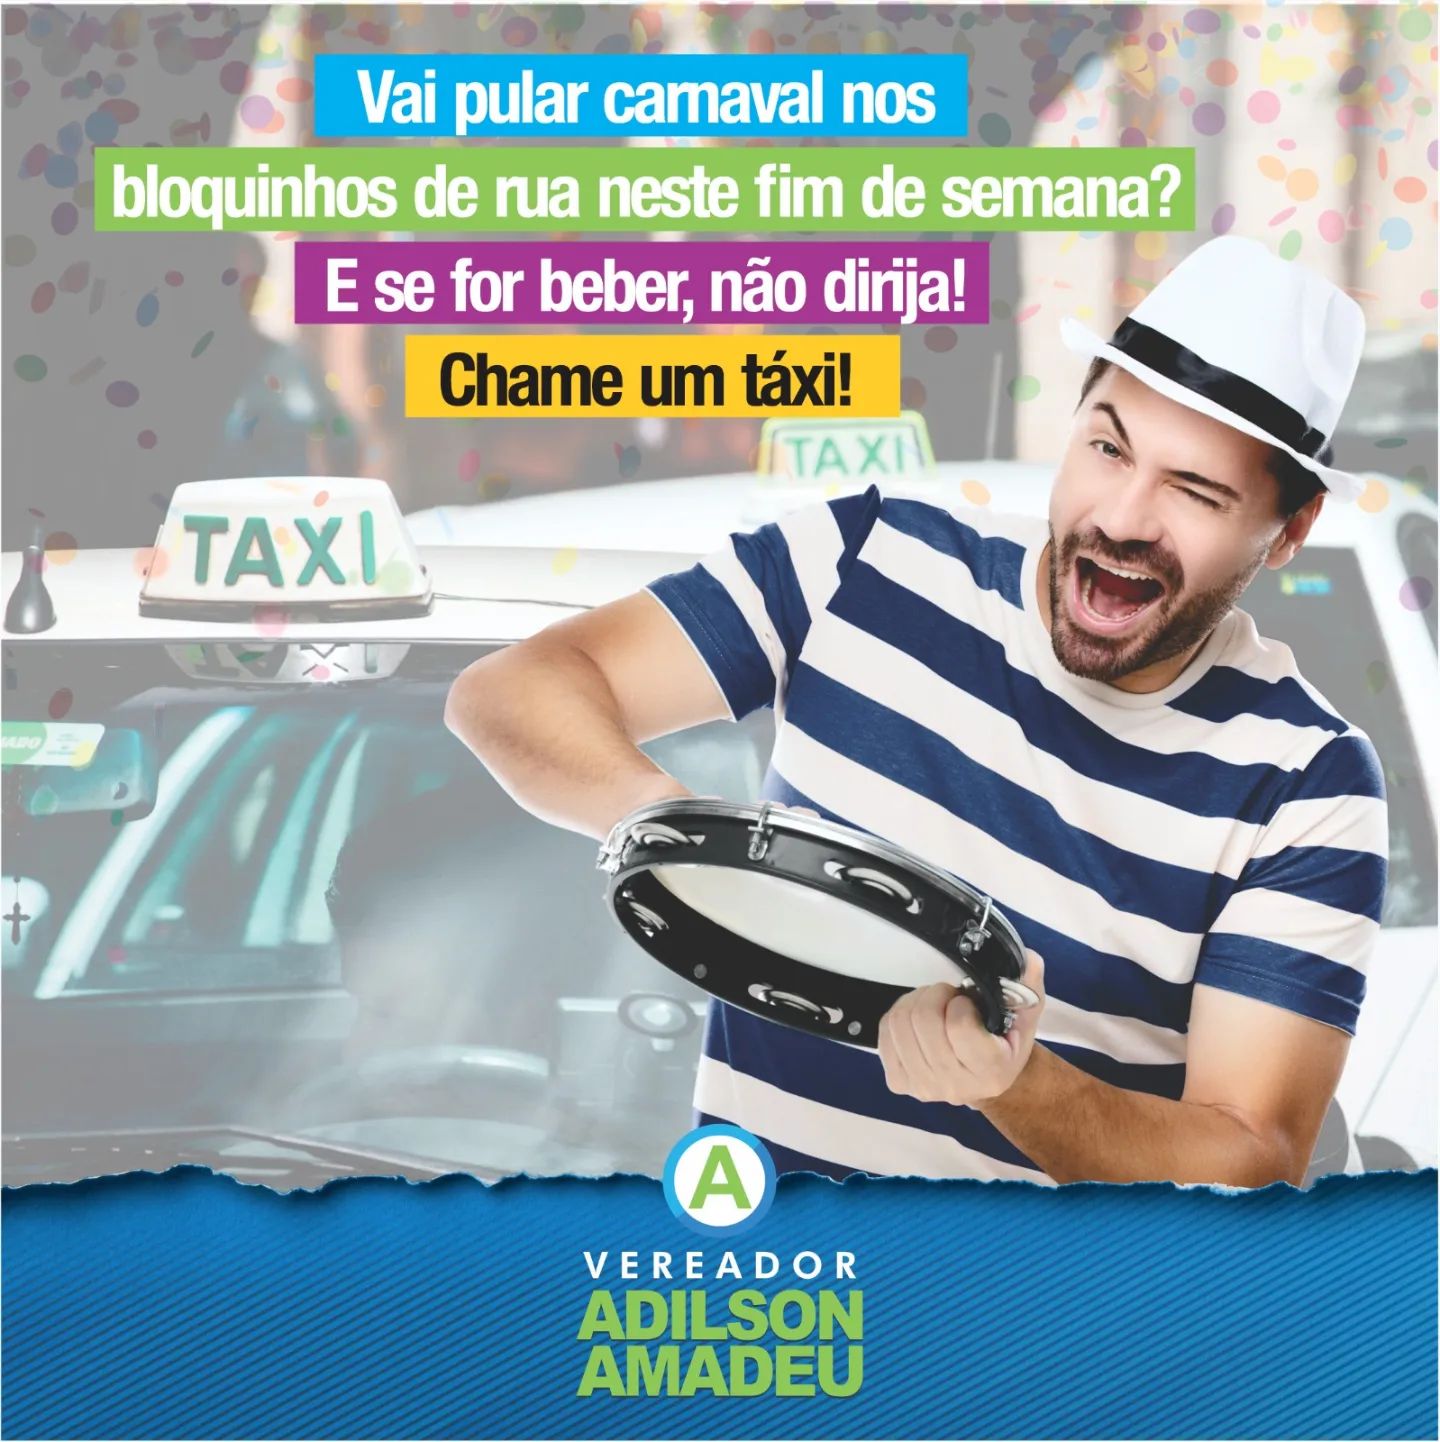 Vai pular carnaval nos
bloquinhos de rua neste fim de semana?
E se for beber, não dirija!
Chame um táxi!
TAXI
TAXI
A
VEREADOR
ADILSON
AMADEU